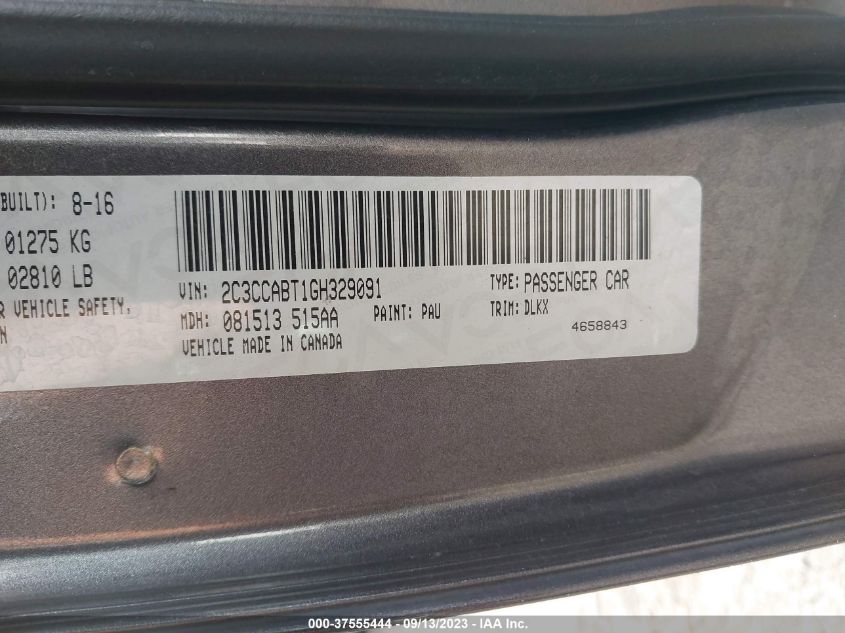 BUILT): 8-16
01275 KG
02810 LB
R VEHICLE SAFETY,
N
VIN: 2C3CCABT1GH329091
TYPE: PASSENGER CAR
MDH: 081513 515AA
PAINT: PAU
TRIM: DLKX
VEHICLE MADE IN CANADA
4658843
000-37555444 - 09/13/2023 - IAA Inc.